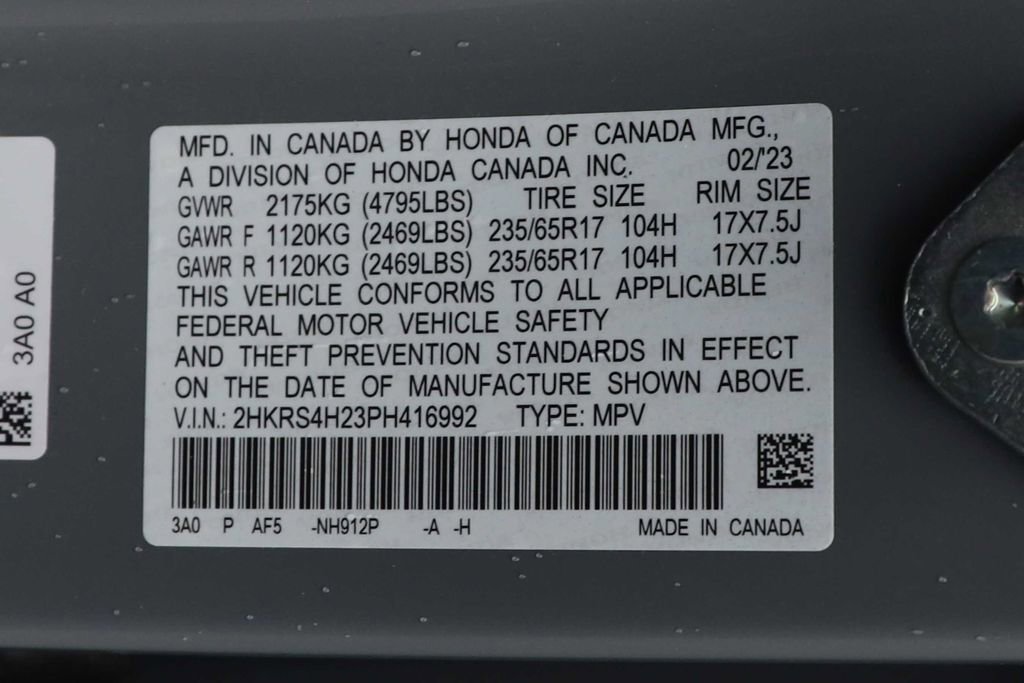 MFD. IN CANADA BY HONDA OF CANADA MFG.,
A DIVISION OF HONDA CANADA INC. 02/'23
GVWR 2175KG (4795LBS) TIRE SIZE RIM SIZE
GAWR F 1120KG (2469LBS) 235/65R17 104H 17X7.5J
GAWR R 1120KG (2469LBS) 235/65R17 104H 17X7.5J
THIS VEHICLE CONFORMS TO ALL APPLICABLE
FEDERAL MOTOR VEHICLE SAFETY
AND THEFT PREVENTION STANDARDS IN EFFECT
ON THE DATE OF MANUFACTURE SHOWN ABOVE.
V.I.N.: 2HKRS4H23PH416992 TYPE: MPV
3A0 P AF5 -NH912P -A -H MADE IN CANADA
3A0 A0